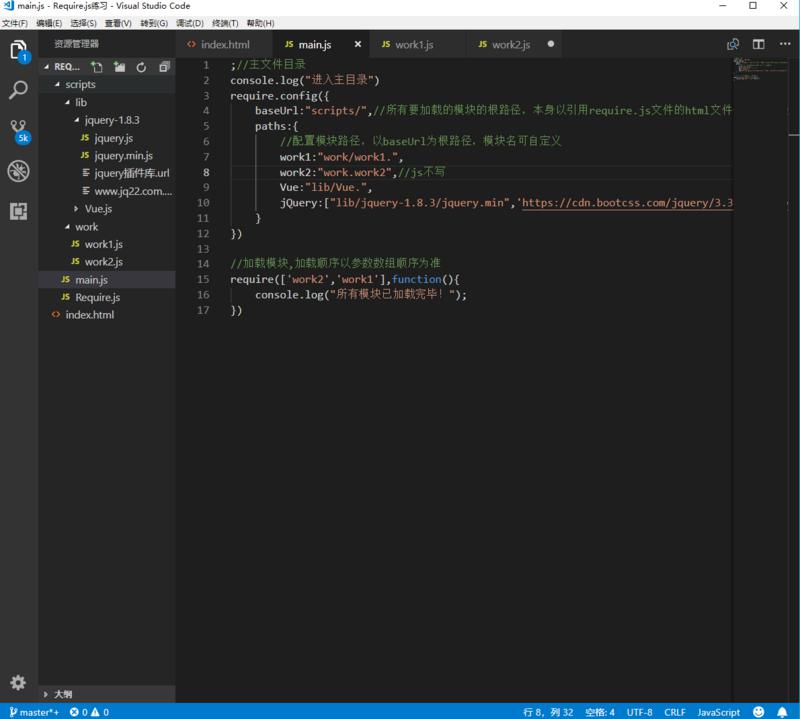 main.js - Require.js练习 - Visual Studio Code
文件(F) 编辑(E) 选择(S) 查看(V) 转到(G) 调试(D) 终端(T) 帮助(H)
资源管理器
index.html
JS main.js ×
JS work1.js
JS work2.js ●
1
5k
REQ...
scripts
lib
jquery-1.8.3
JS jquery.js
JS jquery.min.js
jquery插件库.url
www.jq22.com....
Vue.js
work
JS work1.js
JS work2.js
JS main.js
JS Require.js
index.html
大纲
1 ;//主文件目录
2 console.log("进入主目录")
3 require.config({
4 baseUrl:"scripts/",//所有要加载的模块的根路径，本身以引用require.js文件的html文件
5 paths:{
6 //配置模块路径，以baseUrl为根路径，模块名可自定义
7 work1:"work/work1.",
8 work2:"work.work2",//js不写
9 Vue:"lib/Vue.",
10 jQuery:["lib/jquery-1.8.3/jquery.min",'https://cdn.bootcss.com/jquery/3.3
11 }
12 })
13
14 //加载模块,加载顺序以参数数组顺序为准
15 require(['work2','work1'],function(){
16 console.log("所有模块已加载完毕！");
17 })
master*+ 0 0 行 8，列 32 空格: 4 UTF-8 CRLF JavaScript